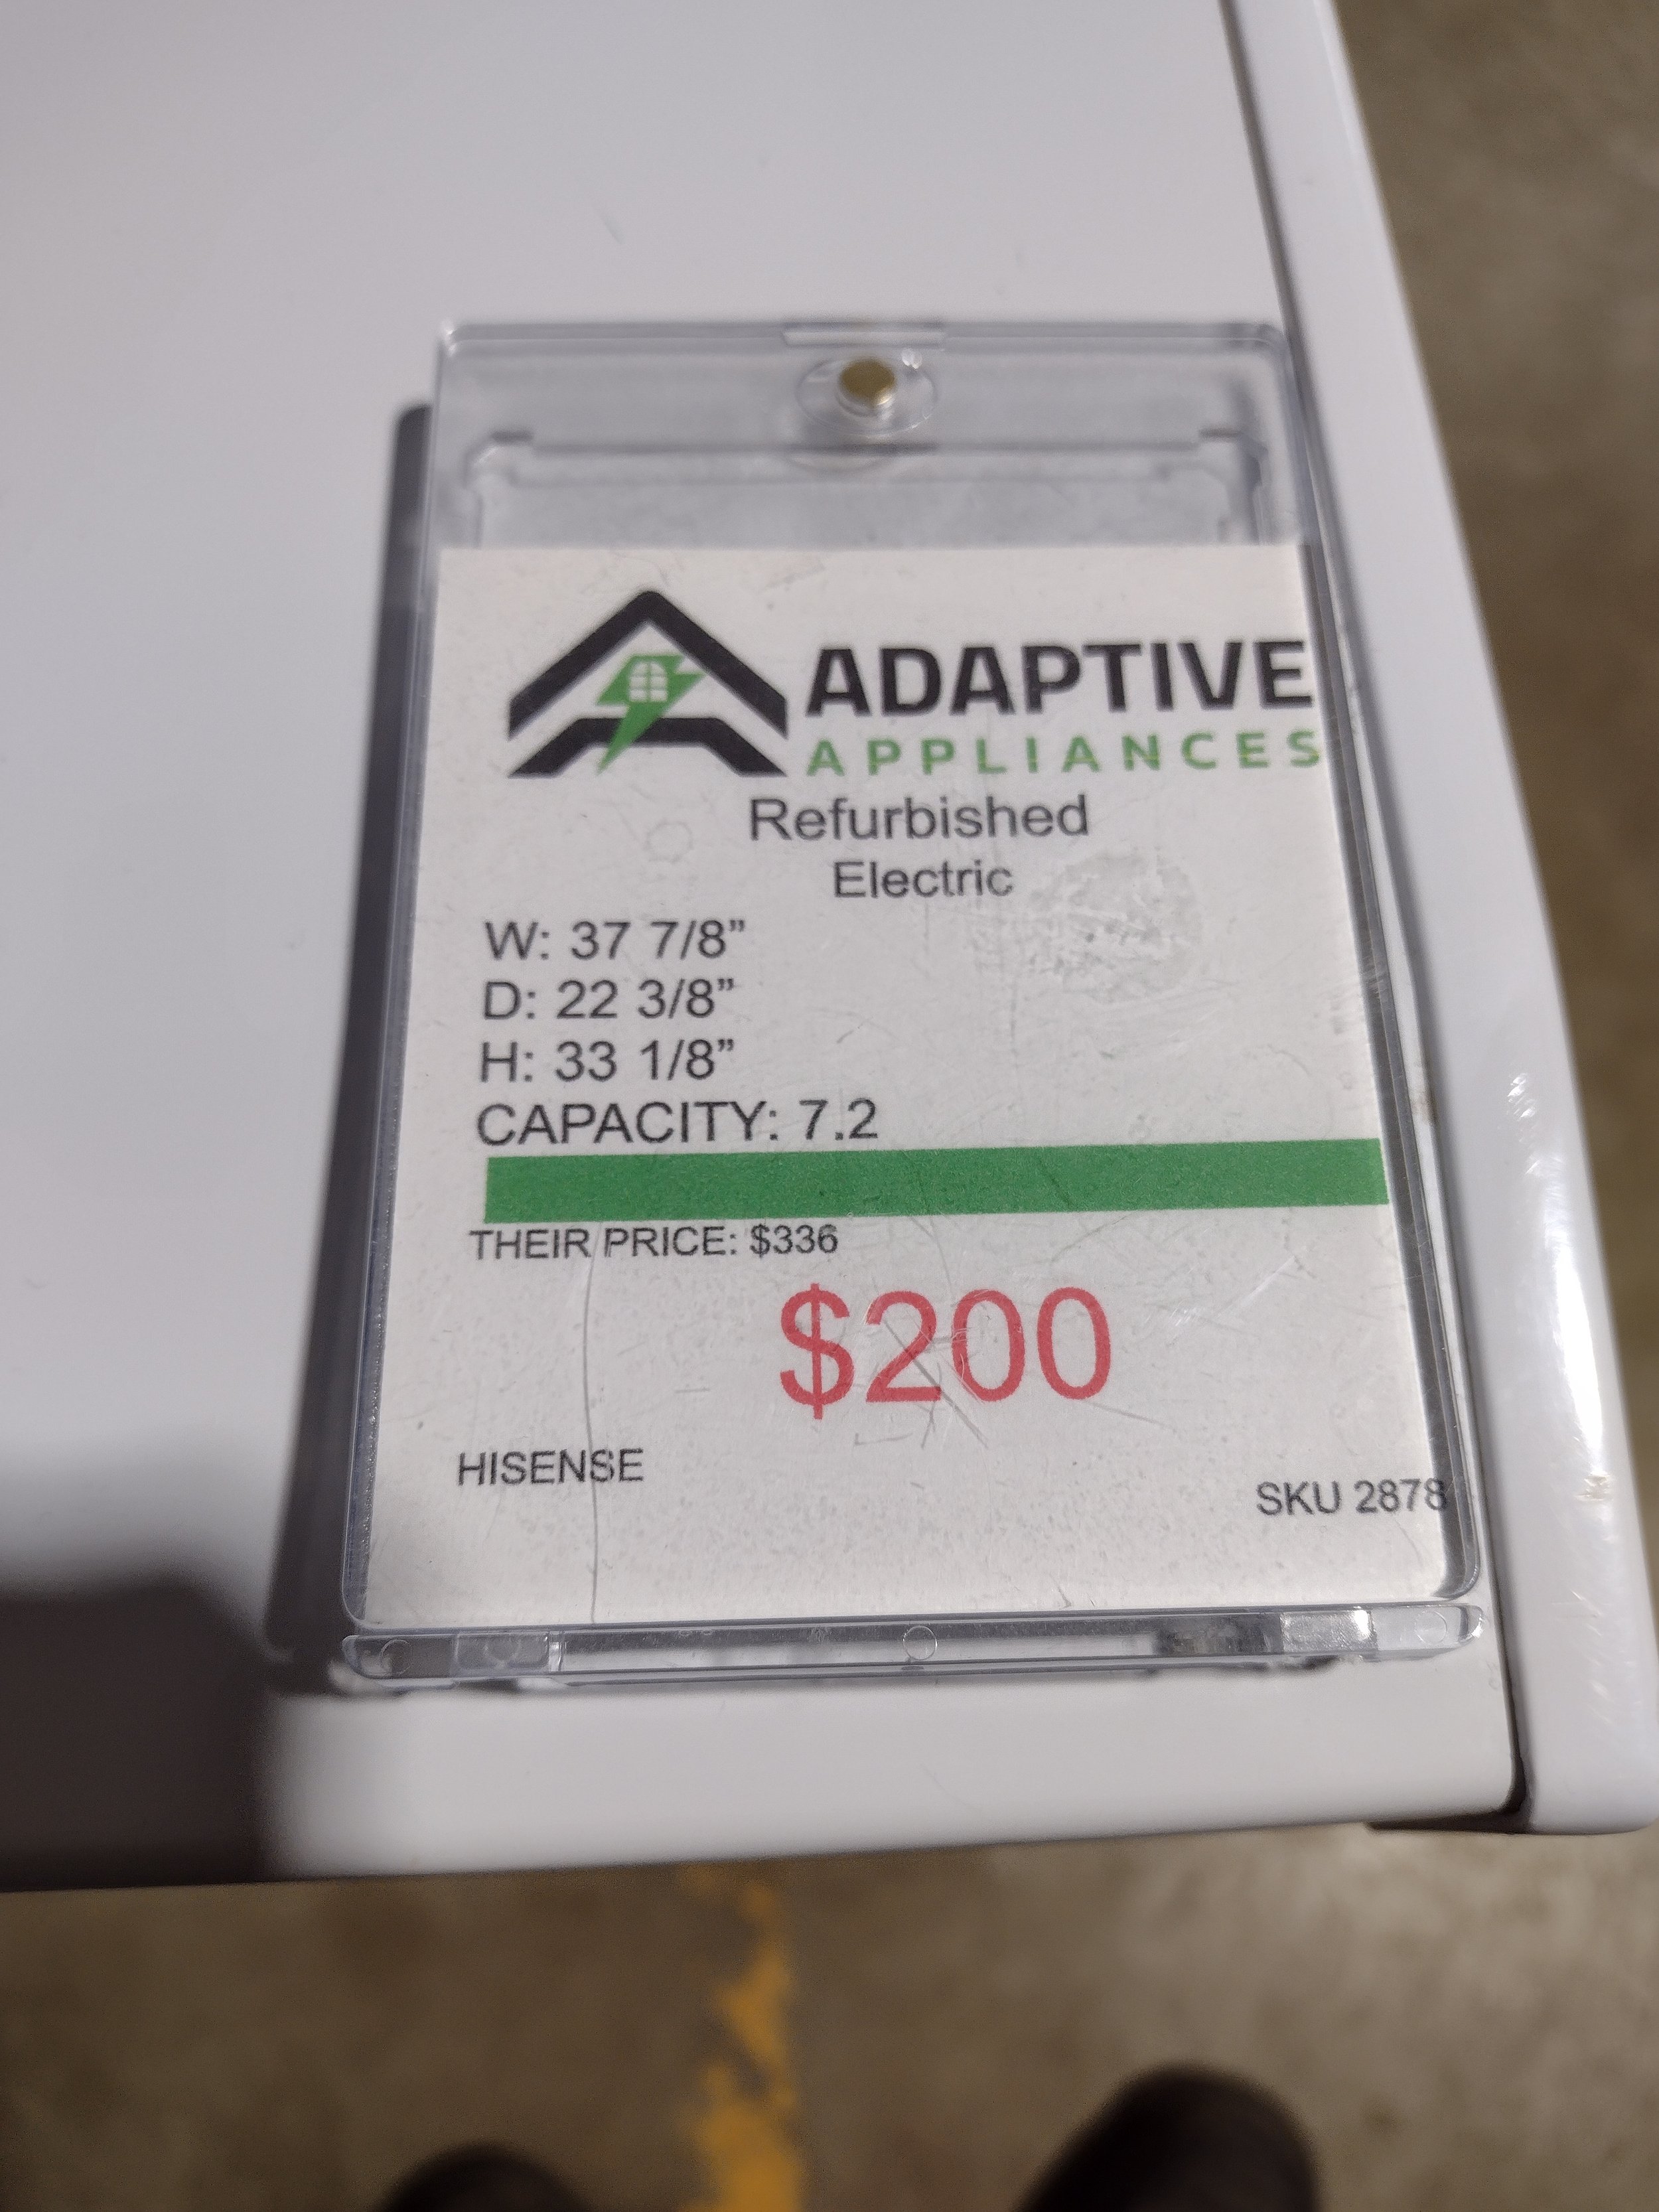 ADAPTIVE
APPLIANCES
Refurbished
Electric
W: 37 7/8”
D: 22 3/8”
H: 33 1/8”
CAPACITY: 7.2
THEIR PRICE: $336
$200
HISENSE
SKU 2878